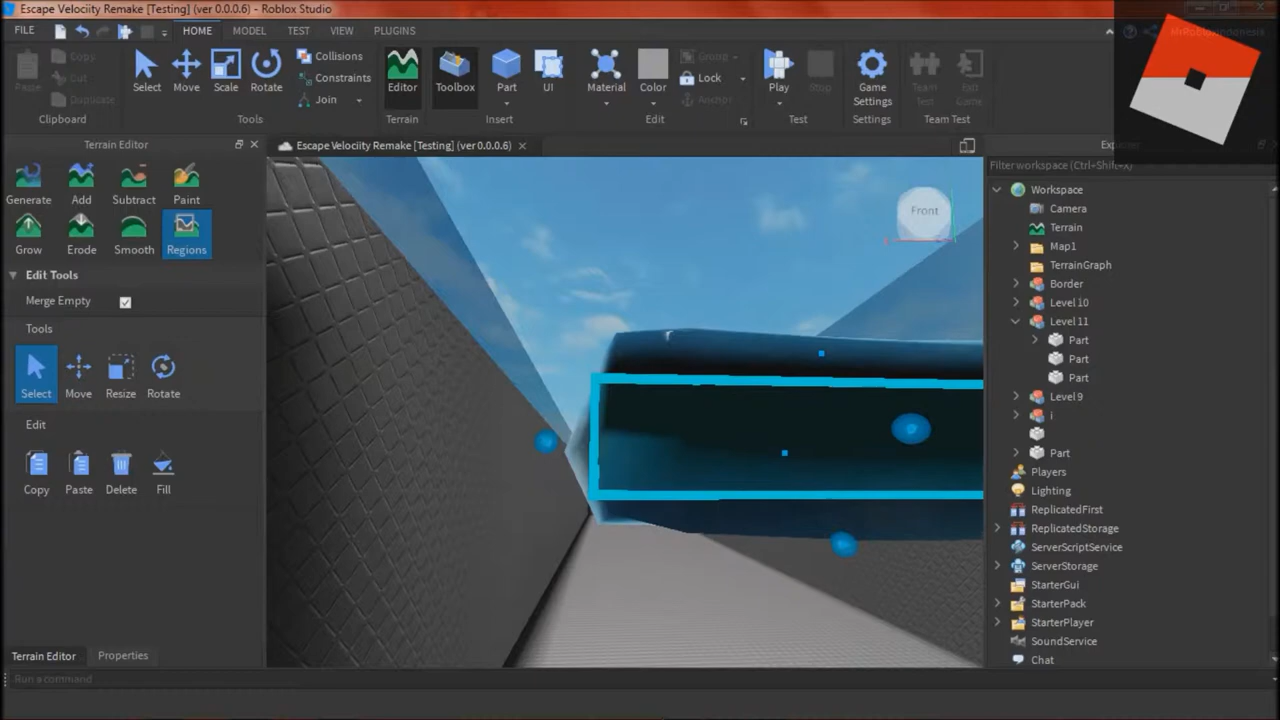 Escape Velociity Remake [Testing] (ver 0.0.0.6) - Roblox Studio
FILE HOME MODEL TEST VIEW PLUGINS
Paste
Copy
Cut
Duplicate
Clipboard
Select Move Scale Rotate
Collisions
Constraints
Join
Tools
Editor
Terrain
Toolbox Part UI
Insert
Material Color
Group
Lock
Anchor
Edit
Play Stop
Test
Game Settings
Settings
Team Test
Exit Game
Team Test
Terrain Editor
Escape Velociity Remake [Testing] (ver 0.0.0.6)
Filter workspace (Ctrl+Shift+X)
Generate Add Subtract Paint
Grow Erode Smooth Regions
Edit Tools
Merge Empty
Tools
Select Move Resize Rotate
Edit
Copy Paste Delete Fill
Front
Workspace
Camera
Terrain
Map1
TerrainGraph
Border
Level 10
Level 11
Part
Part
Part
Level 9
i
Part
Players
Lighting
ReplicatedFirst
ReplicatedStorage
ServerScriptService
ServerStorage
StarterGui
StarterPack
StarterPlayer
SoundService
Chat
Terrain Editor Properties
Run a command